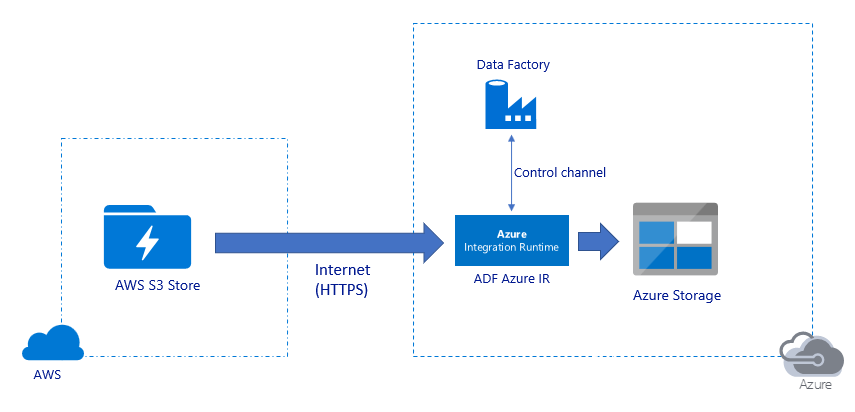 Data Factory
Control channel
Azure
Integration Runtime
ADF Azure IR
AWS S3 Store
Internet
(HTTPS)
Azure Storage
AWS
Azure